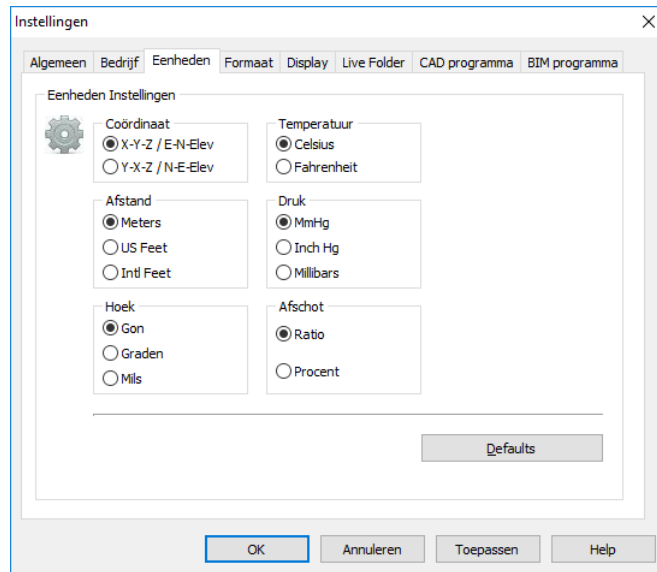 Instellingen
Algemeen Bedrijf Eenheden Formaat Display Live Folder CAD programma BIM programma
Eenheden Instellingen
Coördinaat
X-Y-Z / E-N-Elev
Y-X-Z / N-E-Elev
Temperatuur
Celsius
Fahrenheit
Afstand
Meters
US Feet
Intl Feet
Druk
MmHg
Inch Hg
Millibars
Hoek
Gon
Graden
Mils
Afschot
Ratio
Procent
Defaults
OK Annuleren Toepassen Help